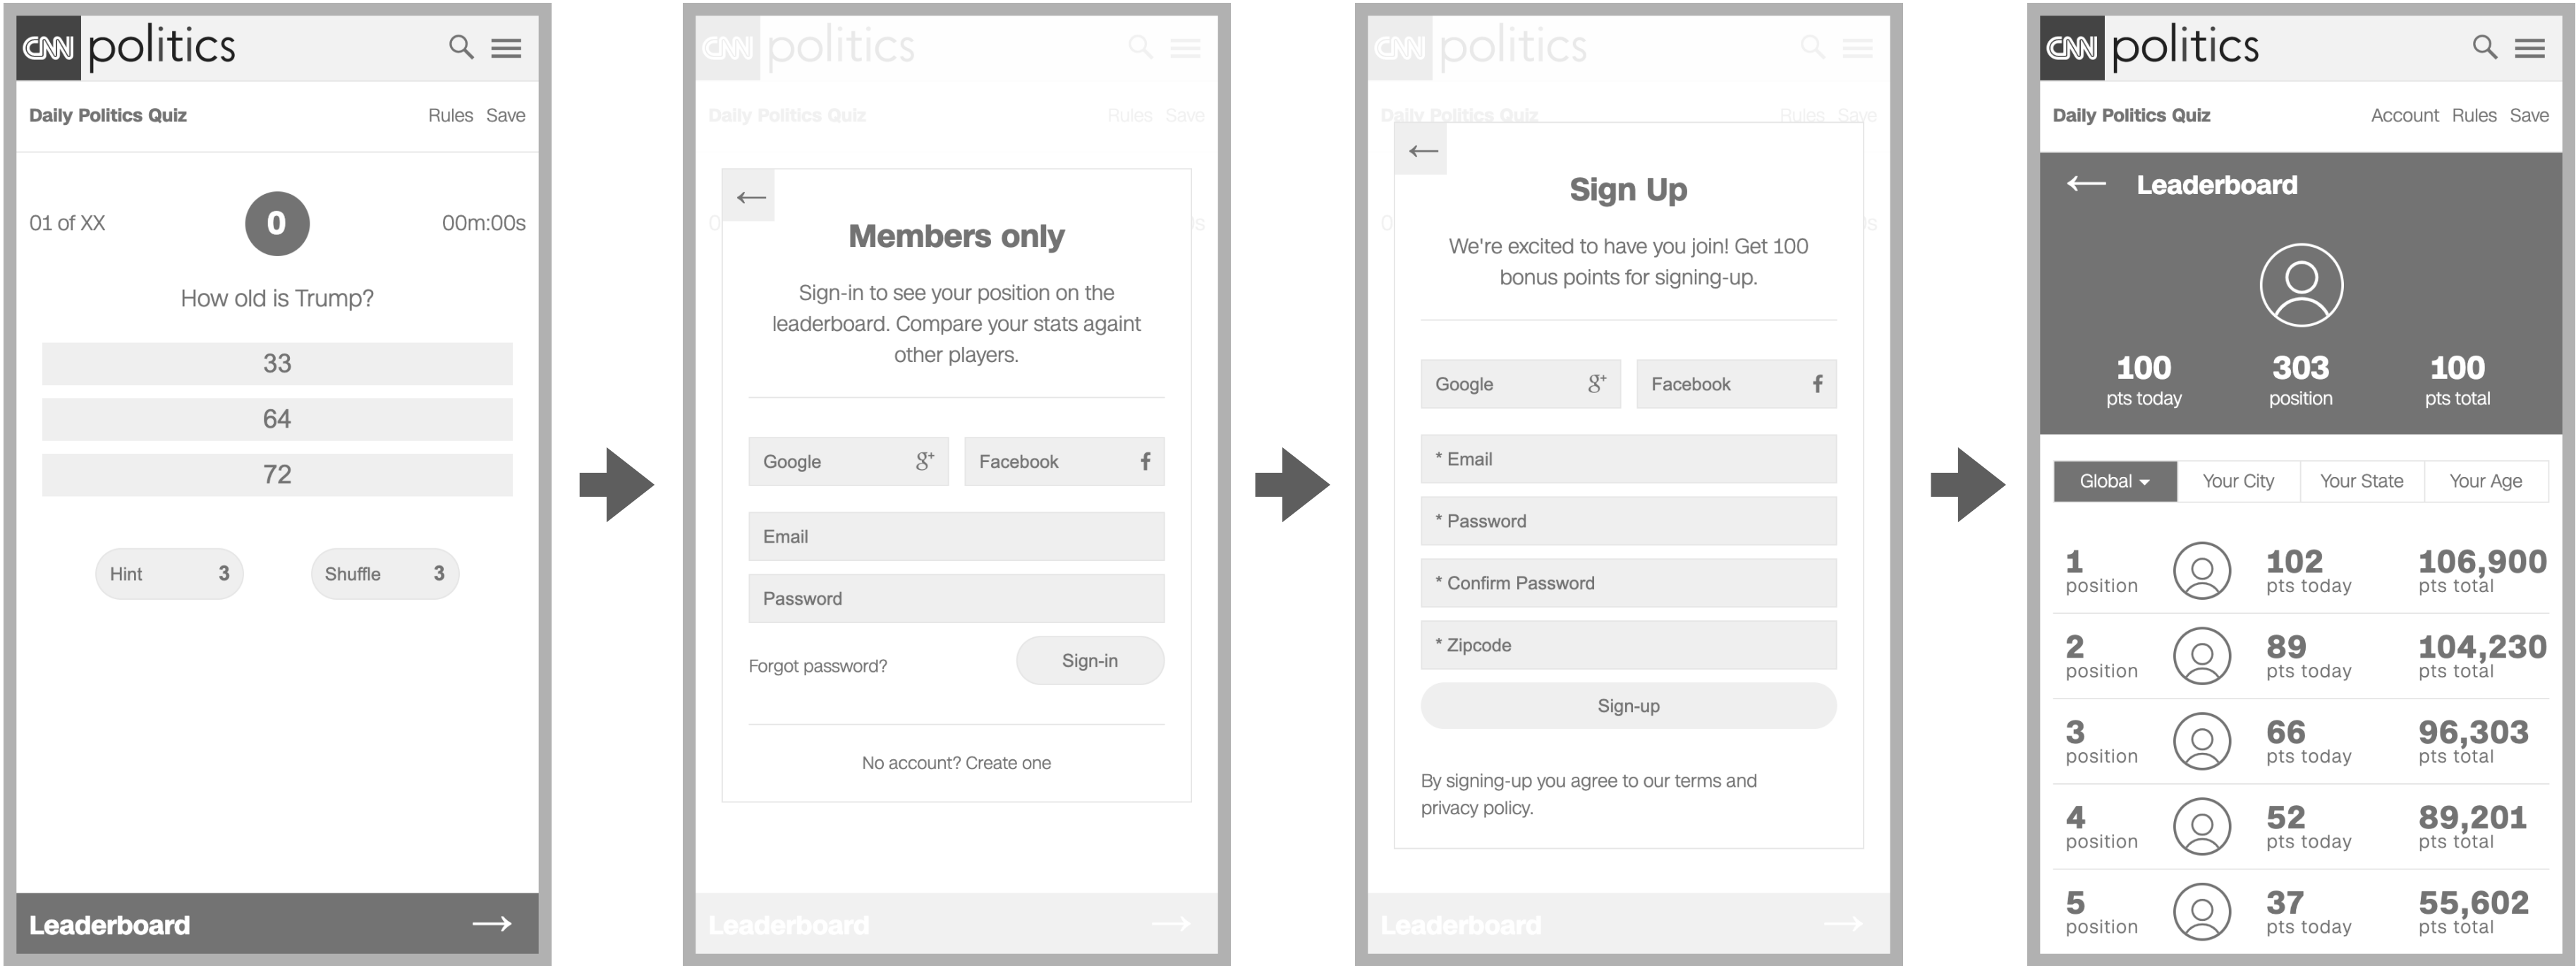 CNN politics
Daily Politics Quiz Rules Save
01 of XX 0 00m:00s
How old is Trump?
33
64
72
Hint 3 Shuffle 3
Leaderboard
CNN politics
Daily Politics Quiz Rules Save
Members only
Sign-in to see your position on the
leaderboard. Compare your stats againt
other players.
Google g+ Facebook f
Email
Password
Forgot password? Sign-in
No account? Create one
Leaderboard
CNN politics
Daily Politics Quiz Rules Save
Sign Up
We're excited to have you join! Get 100
bonus points for signing-up.
Google g+ Facebook f
* Email
* Password
* Confirm Password
* Zipcode
Sign-up
By signing-up you agree to our terms and
privacy policy.
Leaderboard
CNN politics
Daily Politics Quiz Account Rules Save
Leaderboard
100 303 100
pts today position pts total
Global Your City Your State Your Age
1 102 106,900
position pts today pts total
2 89 104,230
position pts today pts total
3 66 96,303
position pts today pts total
4 52 89,201
position pts today pts total
5 37 55,602
position pts today pts total